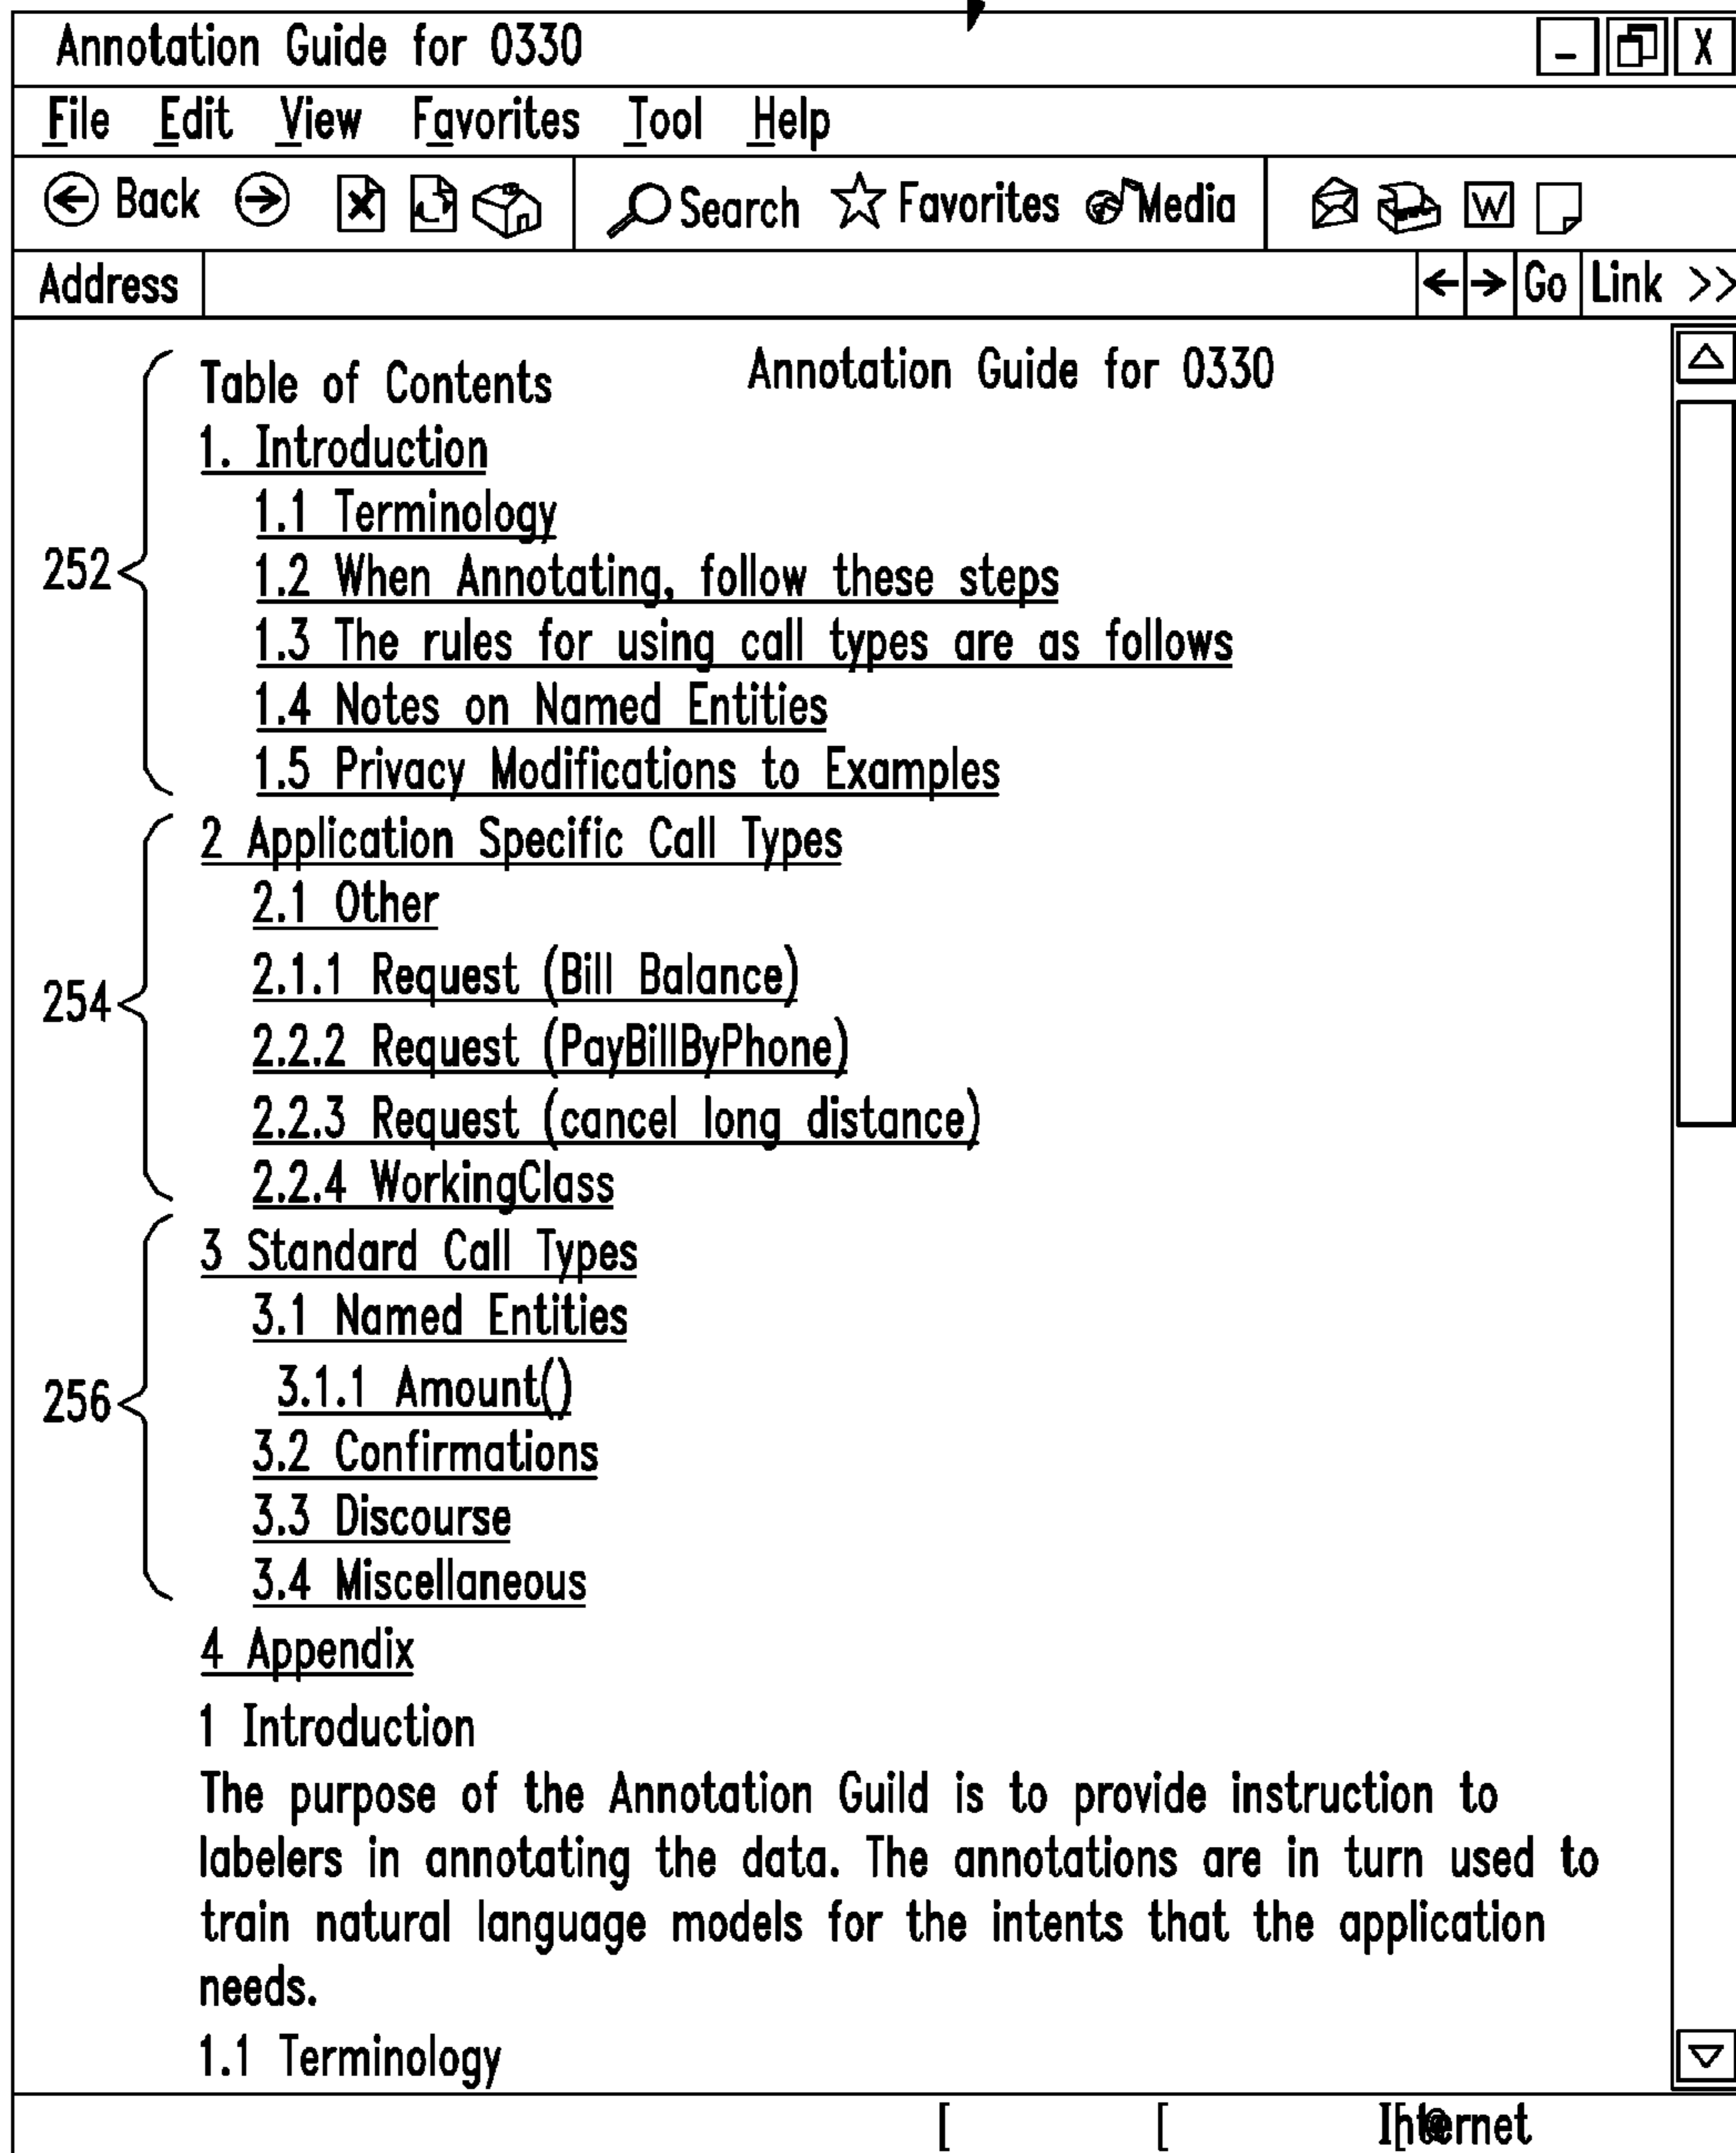 Annotation Guide for 0330 - X
File Edit View Favorites Tool Help
Back Search Favorites Media W
Address Go Link >>
Table of Contents Annotation Guide for 0330
1. Introduction
1.1 Terminology
252
1.2 When Annotating, follow these steps
1.3 The rules for using call types are as follows
1.4 Notes on Named Entities
1.5 Privacy Modifications to Examples
2 Application Specific Call Types
2.1 Other
2.1.1 Request (Bill Balance)
254
2.2.2 Request (PayBillByPhone)
2.2.3 Request (cancel long distance)
2.2.4 WorkingClass
3 Standard Call Types
3.1 Named Entities
3.1.1 Amount()
256
3.2 Confirmations
3.3 Discourse
3.4 Miscellaneous
4 Appendix
1 Introduction
The purpose of the Annotation Guild is to provide instruction to
labelers in annotating the data. The annotations are in turn used to
train natural language models for the intents that the application
needs.
1.1 Terminology
[ [ [@ Internet